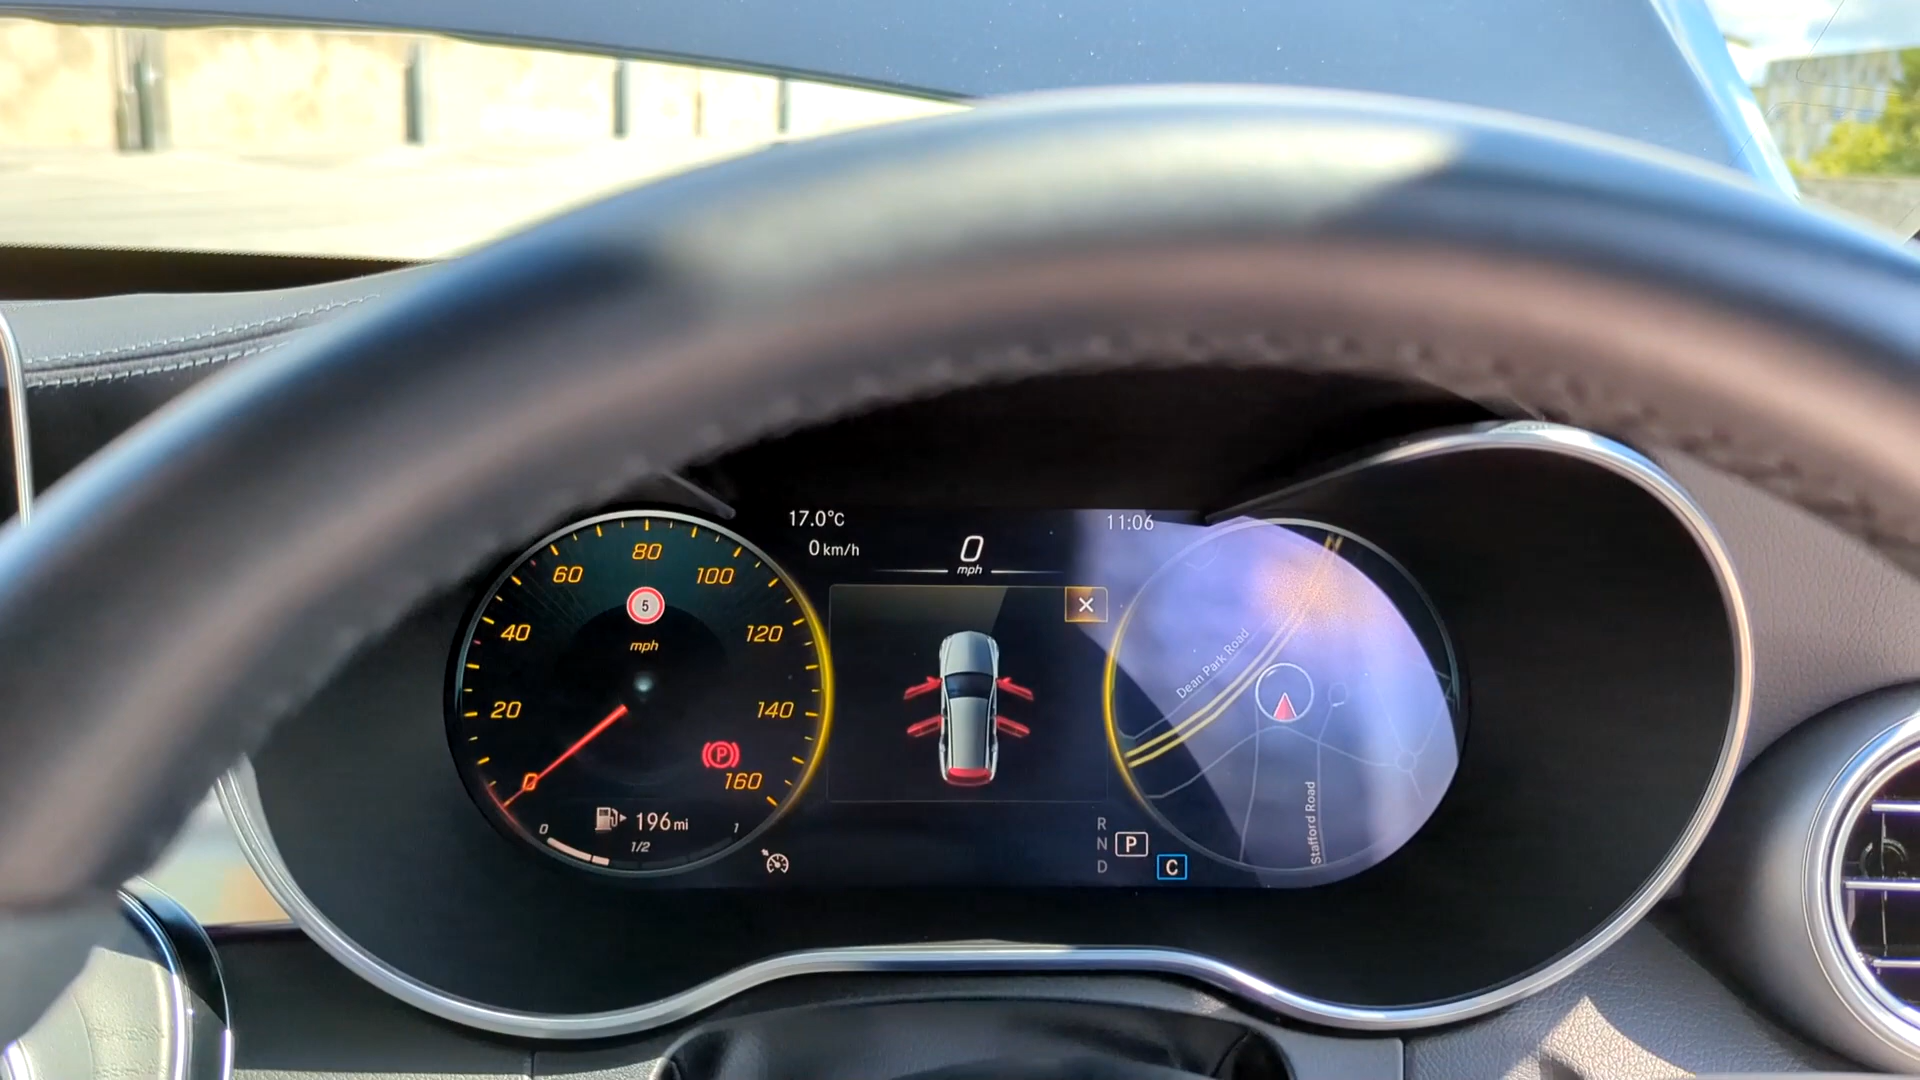 17.0°C
0 km/h
0
mph
11:06
0
20
40
60
80
100
120
140
160
5
mph
P
196 mi
0
1/2
1
R
N
D
P
C
Dean Park Road
Stafford Road
N